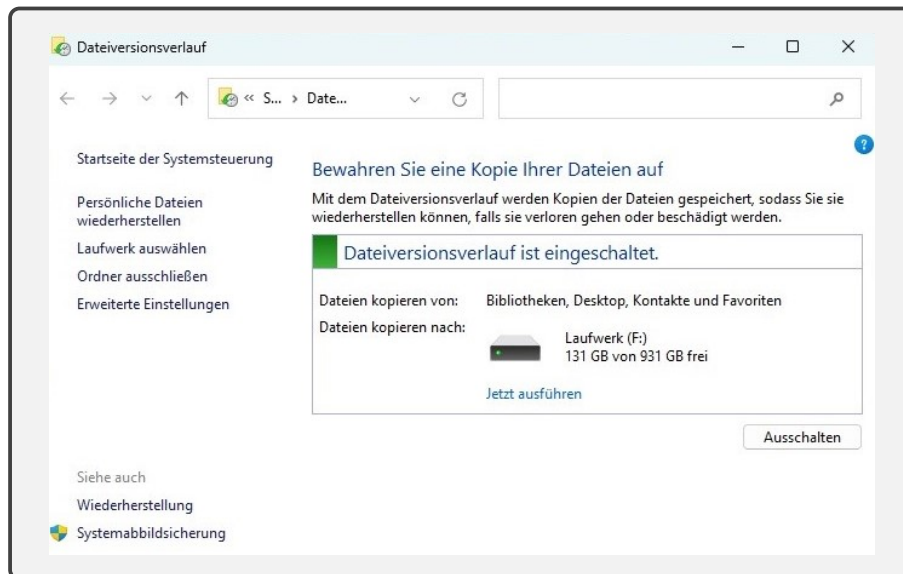 Dateiversionsverlauf
« S... › Date...
Startseite der Systemsteuerung
Persönliche Dateien
wiederherstellen
Laufwerk auswählen
Ordner ausschließen
Erweiterte Einstellungen
?
Bewahren Sie eine Kopie Ihrer Dateien auf
Mit dem Dateiversionsverlauf werden Kopien der Dateien gespeichert, sodass Sie sie
wiederherstellen können, falls sie verloren gehen oder beschädigt werden.
Dateiversionsverlauf ist eingeschaltet.
Dateien kopieren von: Bibliotheken, Desktop, Kontakte und Favoriten
Dateien kopieren nach:
Laufwerk (F:)
131 GB von 931 GB frei
Jetzt ausführen
Ausschalten
Siehe auch
Wiederherstellung
Systemabbildsicherung